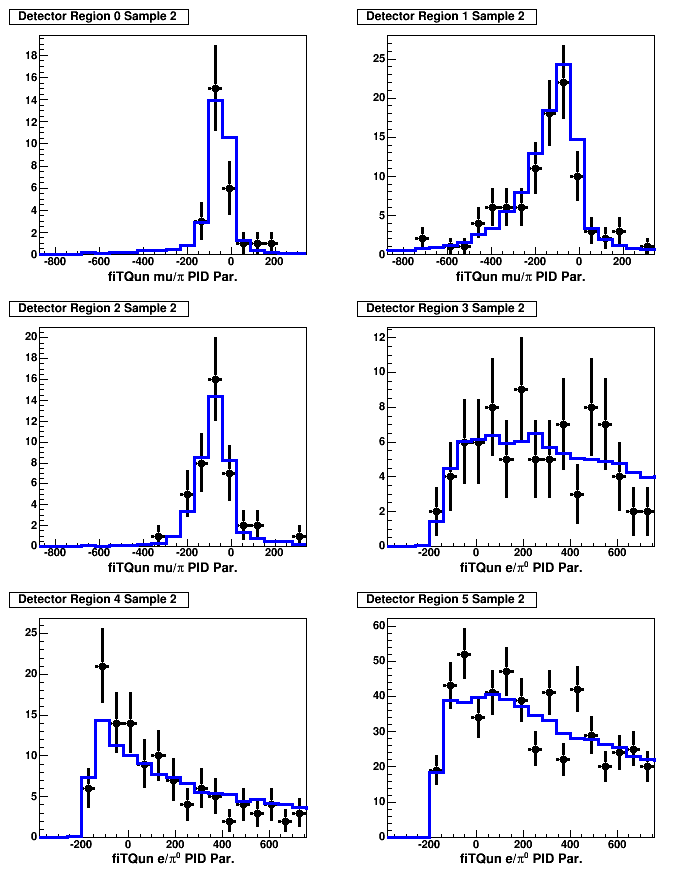 Detector Region 0 Sample 2
18
16
14
12
10
8
6
4
2
0
-800 -600 -400 -200 0 200
fiTQun mu/π PID Par.
Detector Region 1 Sample 2
25
20
15
10
5
0
-800 -600 -400 -200 0 200
fiTQun mu/π PID Par.
Detector Region 2 Sample 2
20
18
16
14
12
10
8
6
4
2
0
-800 -600 -400 -200 0 200
fiTQun mu/π PID Par.
Detector Region 3 Sample 2
12
10
8
6
4
2
0
-200 0 200 400 600
fiTQun e/π⁰ PID Par.
Detector Region 4 Sample 2
25
20
15
10
5
0
-200 0 200 400 600
fiTQun e/π⁰ PID Par.
Detector Region 5 Sample 2
60
50
40
30
20
10
0
-200 0 200 400 600
fiTQun e/π⁰ PID Par.